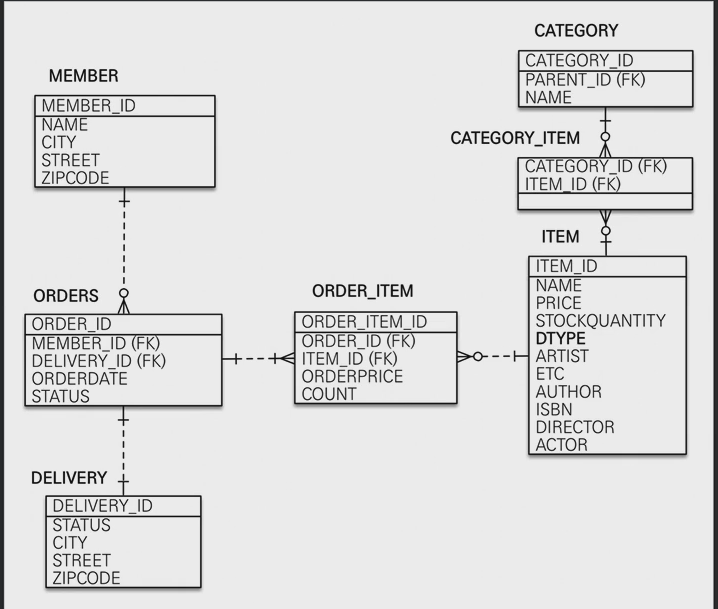 MEMBER
MEMBER_ID
NAME
CITY
STREET
ZIPCODE
ORDERS
ORDER_ID
MEMBER_ID (FK)
DELIVERY_ID (FK)
ORDERDATE
STATUS
DELIVERY
DELIVERY_ID
STATUS
CITY
STREET
ZIPCODE
ORDER_ITEM
ORDER_ITEM_ID
ORDER_ID (FK)
ITEM_ID (FK)
ORDERPRICE
COUNT
CATEGORY
CATEGORY_ID
PARENT_ID (FK)
NAME
CATEGORY_ITEM
CATEGORY_ID (FK)
ITEM_ID (FK)
ITEM
ITEM_ID
NAME
PRICE
STOCKQUANTITY
DTYPE
ARTIST
ETC
AUTHOR
ISBN
DIRECTOR
ACTOR